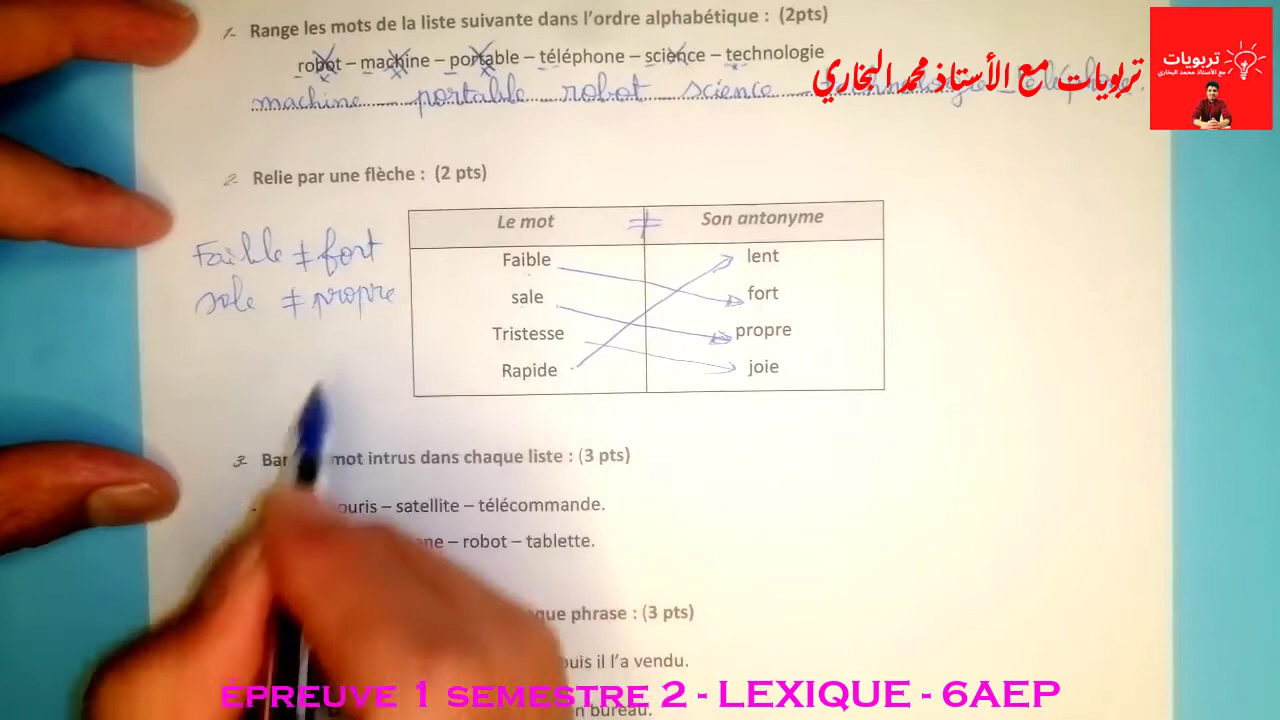 1- Range les mots de la liste suivante dans l'ordre alphabétique : (2pts)
robot – machine – portable – téléphone – science – technologie
machine portable robot science
تربويات مع الأستاذ محمد البخاري
تربويات
مع الأستاذ محمد البخاري
2- Relie par une flèche : (2 pts)
Le mot ≠ Son antonyme
Faible lent
sale fort
Tristesse propre
Rapide joie
Faible ≠ fort
sale ≠ propre
3- mot intrus dans chaque liste : (3 pts)
ouris – satellite – télécommande.
ne – robot – tablette.
que phrase : (3 pts)
puis il l'a vendu.
n bureau.
épreuve 1 semestre 2 - LEXIQUE - 6AEP